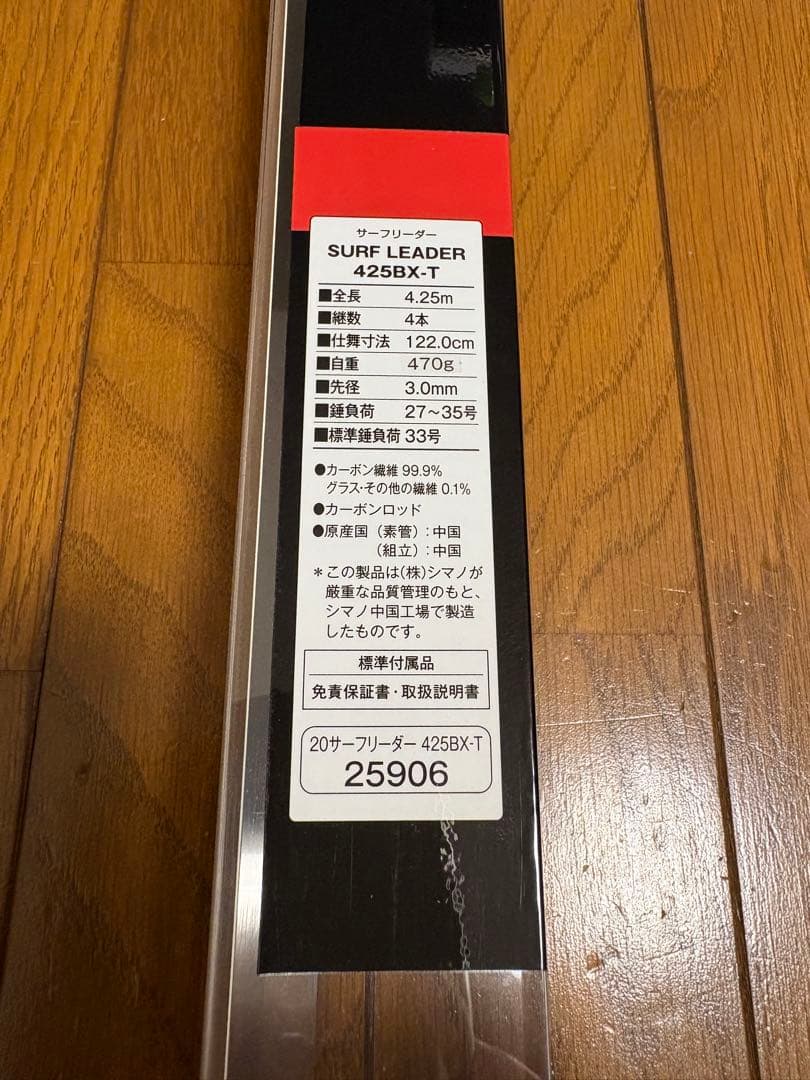 サーフリーダー
SURF LEADER
425BX-T
■全長 4.25m
■継数 4本
■仕舞寸法 122.0cm
■自重 470g
■先径 3.0mm
■錘負荷 27～35号
■標準錘負荷 33号
●カーボン繊維 99.9%
グラス・その他の繊維 0.1%
●カーボンロッド
●原産国（素管）：中国
（組立）：中国
＊この製品は(株)シマノが
厳重な品質管理のもと、
シマノ中国工場で製造
したものです。
標準付属品
免責保証書・取扱説明書
20サーフリーダー 425BX-T
25906